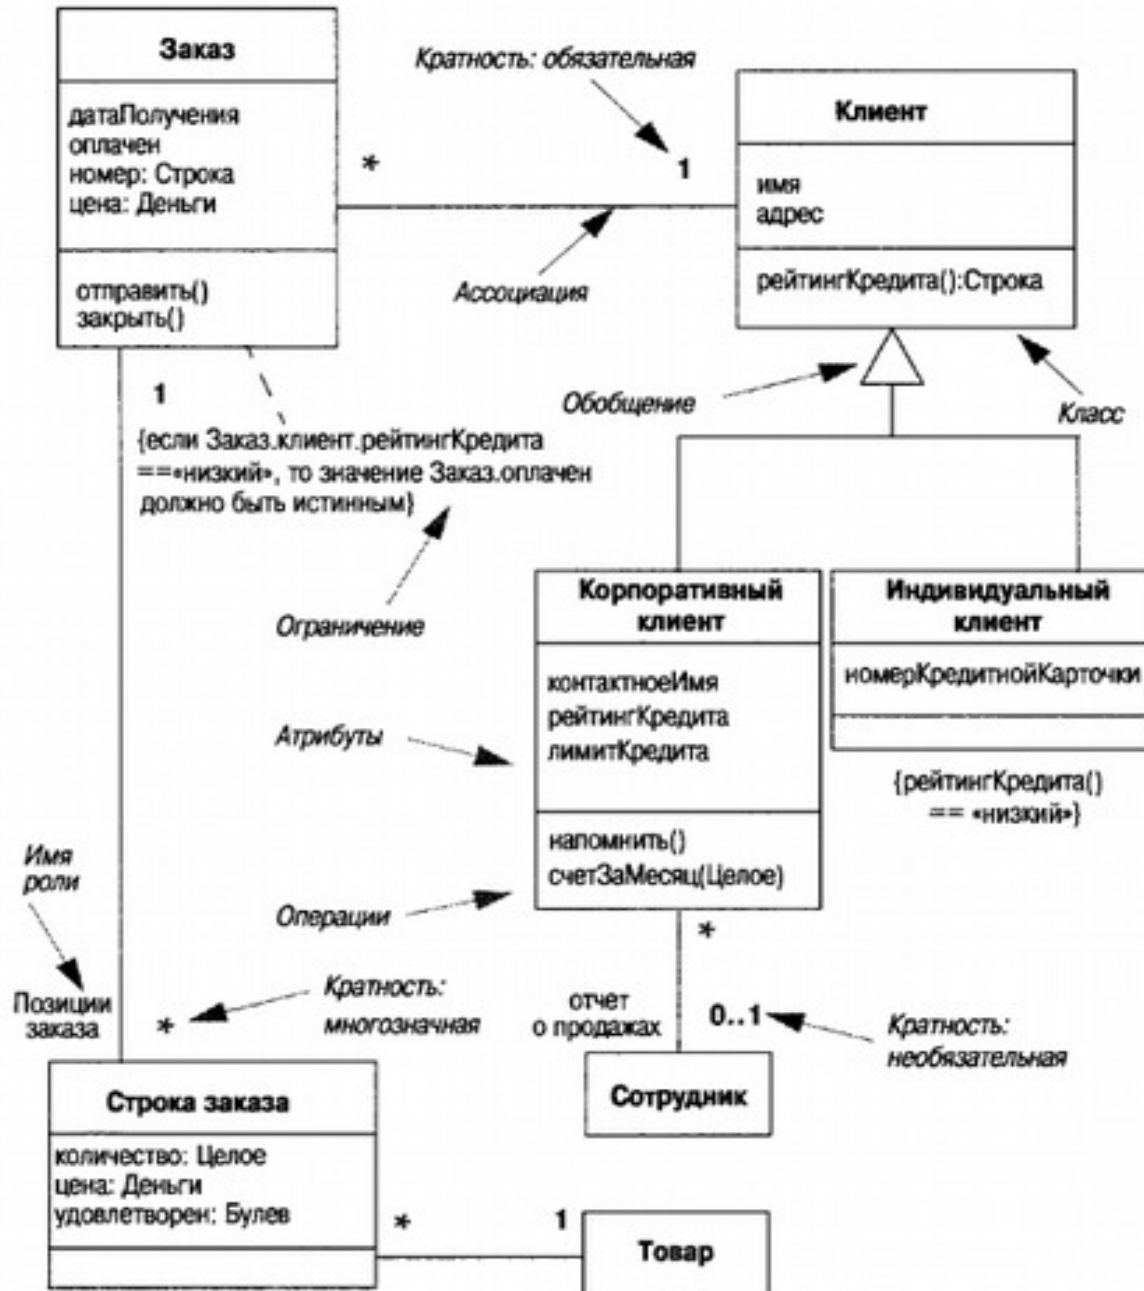 Заказ
датаПолучения
оплачен
номер: Строка
цена: Деньги
отправить()
закрыть()
Кратность: обязательная
*
1
Ассоциация
Клиент
имя
адрес
рейтингКредита():Строка
Обобщение
Класс
1
{если Заказ.клиент.рейтингКредита
==«низкий», то значение Заказ.оплачен
должно быть истинным}
Ограничение
Корпоративный
клиент
контактноеИмя
рейтингКредита
лимитКредита
напомнить()
счетЗаМесяц(Целое)
Индивидуальный
клиент
номерКредитнойКарточки
{рейтингКредита()
== «низкий»}
Атрибуты
Операции
Имя
роли
Позиции
заказа
*
Кратность:
многозначная
*
отчет
о продажах
0..1
Кратность:
необязательная
Сотрудник
Строка заказа
количество: Целое
цена: Деньги
удовлетворен: Булев
*
1
Товар